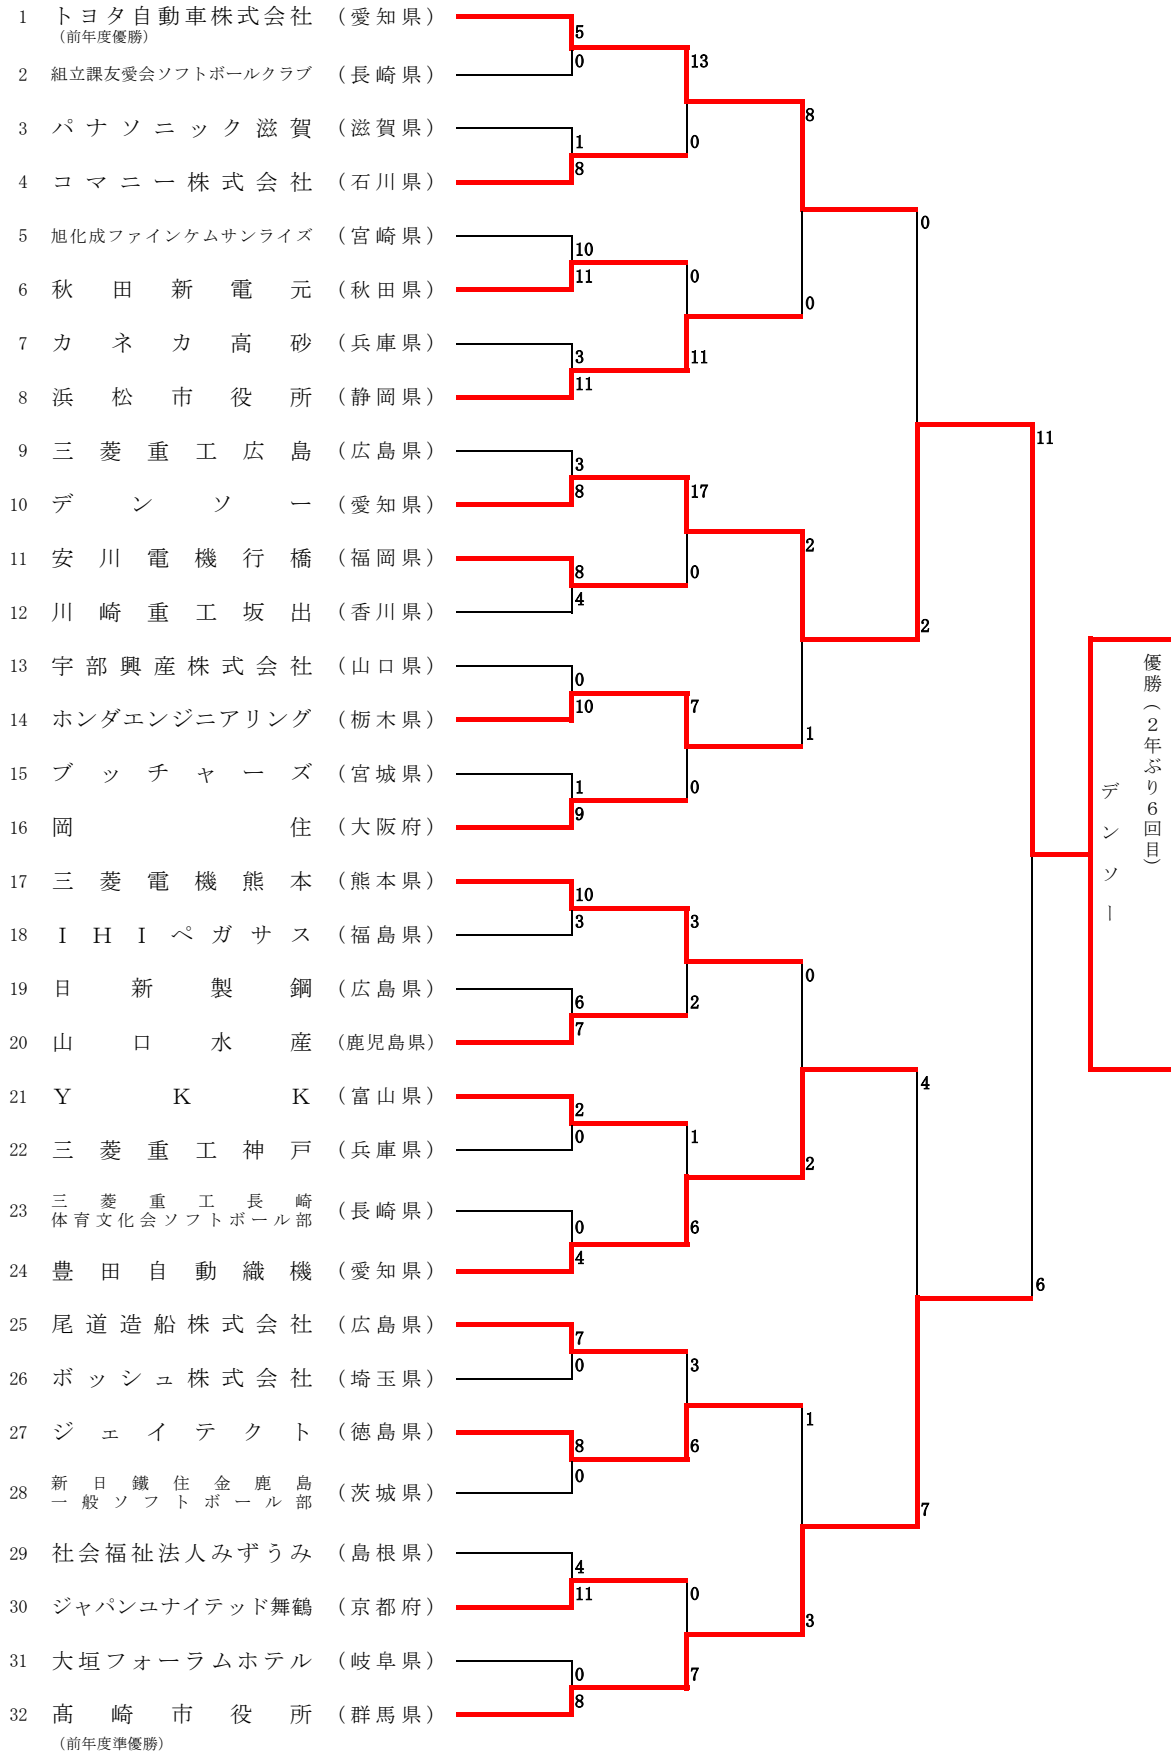 1 トヨタ自動車株式会社 (愛知県)
(前年度優勝)
2 組立課友愛会ソフトボールクラブ (長崎県)
3 パナソニック滋賀 (滋賀県)
4 コマニー株式会社 (石川県)
5 旭化成ファインケムサンライズ (宮崎県)
6 秋田新電元 (秋田県)
7 カネカ高砂 (兵庫県)
8 浜松市役所 (静岡県)
9 三菱重工広島 (広島県)
10 デンソー (愛知県)
11 安川電機行橋 (福岡県)
12 川崎重工坂出 (香川県)
13 宇部興産株式会社 (山口県)
14 ホンダエンジニアリング (栃木県)
15 ブッチャーズ (宮城県)
16 岡住 (大阪府)
17 三菱電機熊本 (熊本県)
18 IHIペガサス (福島県)
19 日新製鋼 (広島県)
20 山口水産 (鹿児島県)
21 YKK (富山県)
22 三菱重工神戸 (兵庫県)
23 三菱重工長崎
体育文化会ソフトボール部 (長崎県)
24 豊田自動織機 (愛知県)
25 尾道造船株式会社 (広島県)
26 ボッシュ株式会社 (埼玉県)
27 ジェイテクト (徳島県)
28 新日鐵住金鹿島
一般ソフトボール部 (茨城県)
29 社会福祉法人みずうみ (島根県)
30 ジャパンユナイテッド舞鶴 (京都府)
31 大垣フォーラムホテル (岐阜県)
32 髙崎市役所 (群馬県)
(前年度準優勝)
5
0
1
8
10
11
3
11
3
8
8
4
0
10
1
9
10
3
6
7
2
0
0
4
7
0
8
0
4
11
0
8
13
0
0
11
17
0
7
0
3
2
1
6
3
6
0
7
8
0
2
1
0
2
1
3
0
2
4
7
11
6
優勝(2年ぶり6回目)
デンソー